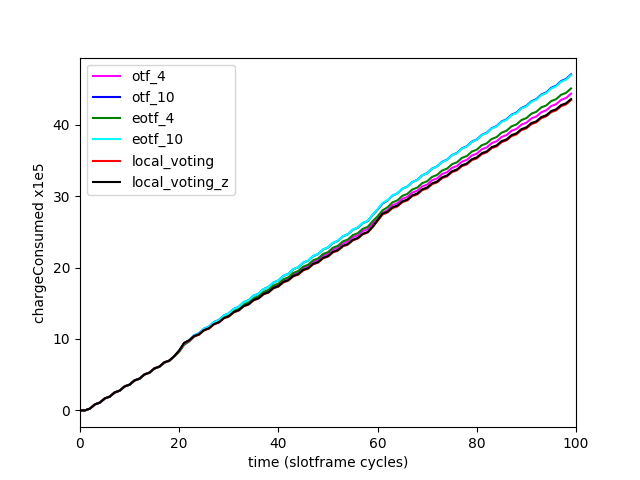 otf_4
otf_10
eotf_4
eotf_10
local_voting
local_voting_z
chargeConsumed x1e5
40
30
20
10
0
0 20 40 60 80 100
time (slotframe cycles)